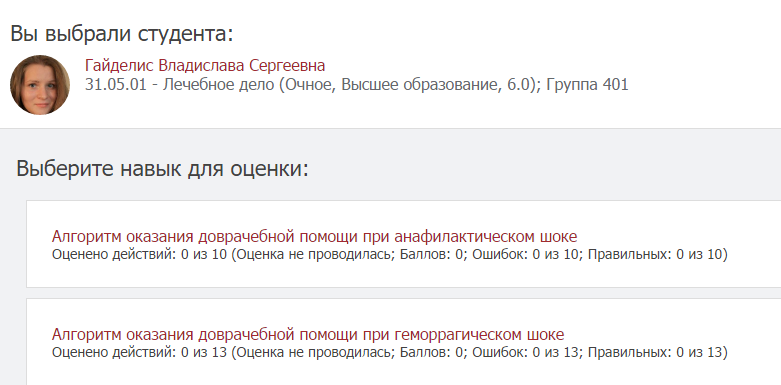 Вы выбрали студента:
Гайделис Владислава Сергеевна
31.05.01 - Лечебное дело (Очное, Высшее образование, 6.0); Группа 401
Выберите навык для оценки:
Алгоритм оказания доврачебной помощи при анафилактическом шоке
Оценено действий: 0 из 10 (Оценка не проводилась; Баллов: 0; Ошибок: 0 из 10; Правильных: 0 из 10)
Алгоритм оказания доврачебной помощи при геморрагическом шоке
Оценено действий: 0 из 13 (Оценка не проводилась; Баллов: 0; Ошибок: 0 из 13; Правильных: 0 из 13)